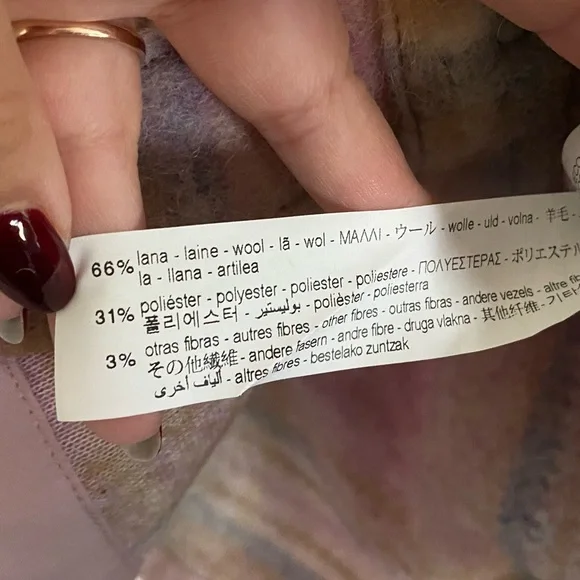 66% lana - laine - wool - lã - wol - ΜΑΛΛΙ - ウール - wolle - uld - volna - 羊毛 -
la - llana - artilea
31% poliéster - polyester - poliester - poliestere - ΠΟΛΥΕΣΤΕΡΑΣ - ポリエステル
폴리에스터 - بوليستير - polièster - poliesterra
3% otras fibras - autres fibres - other fibres - outras fibras - andere vezels - altre
その他繊維 - andere fasern - andre fibre - druga vlakna - 其他纤维 -
ألياف أخرى - altres fibres - bestelako zuntzak